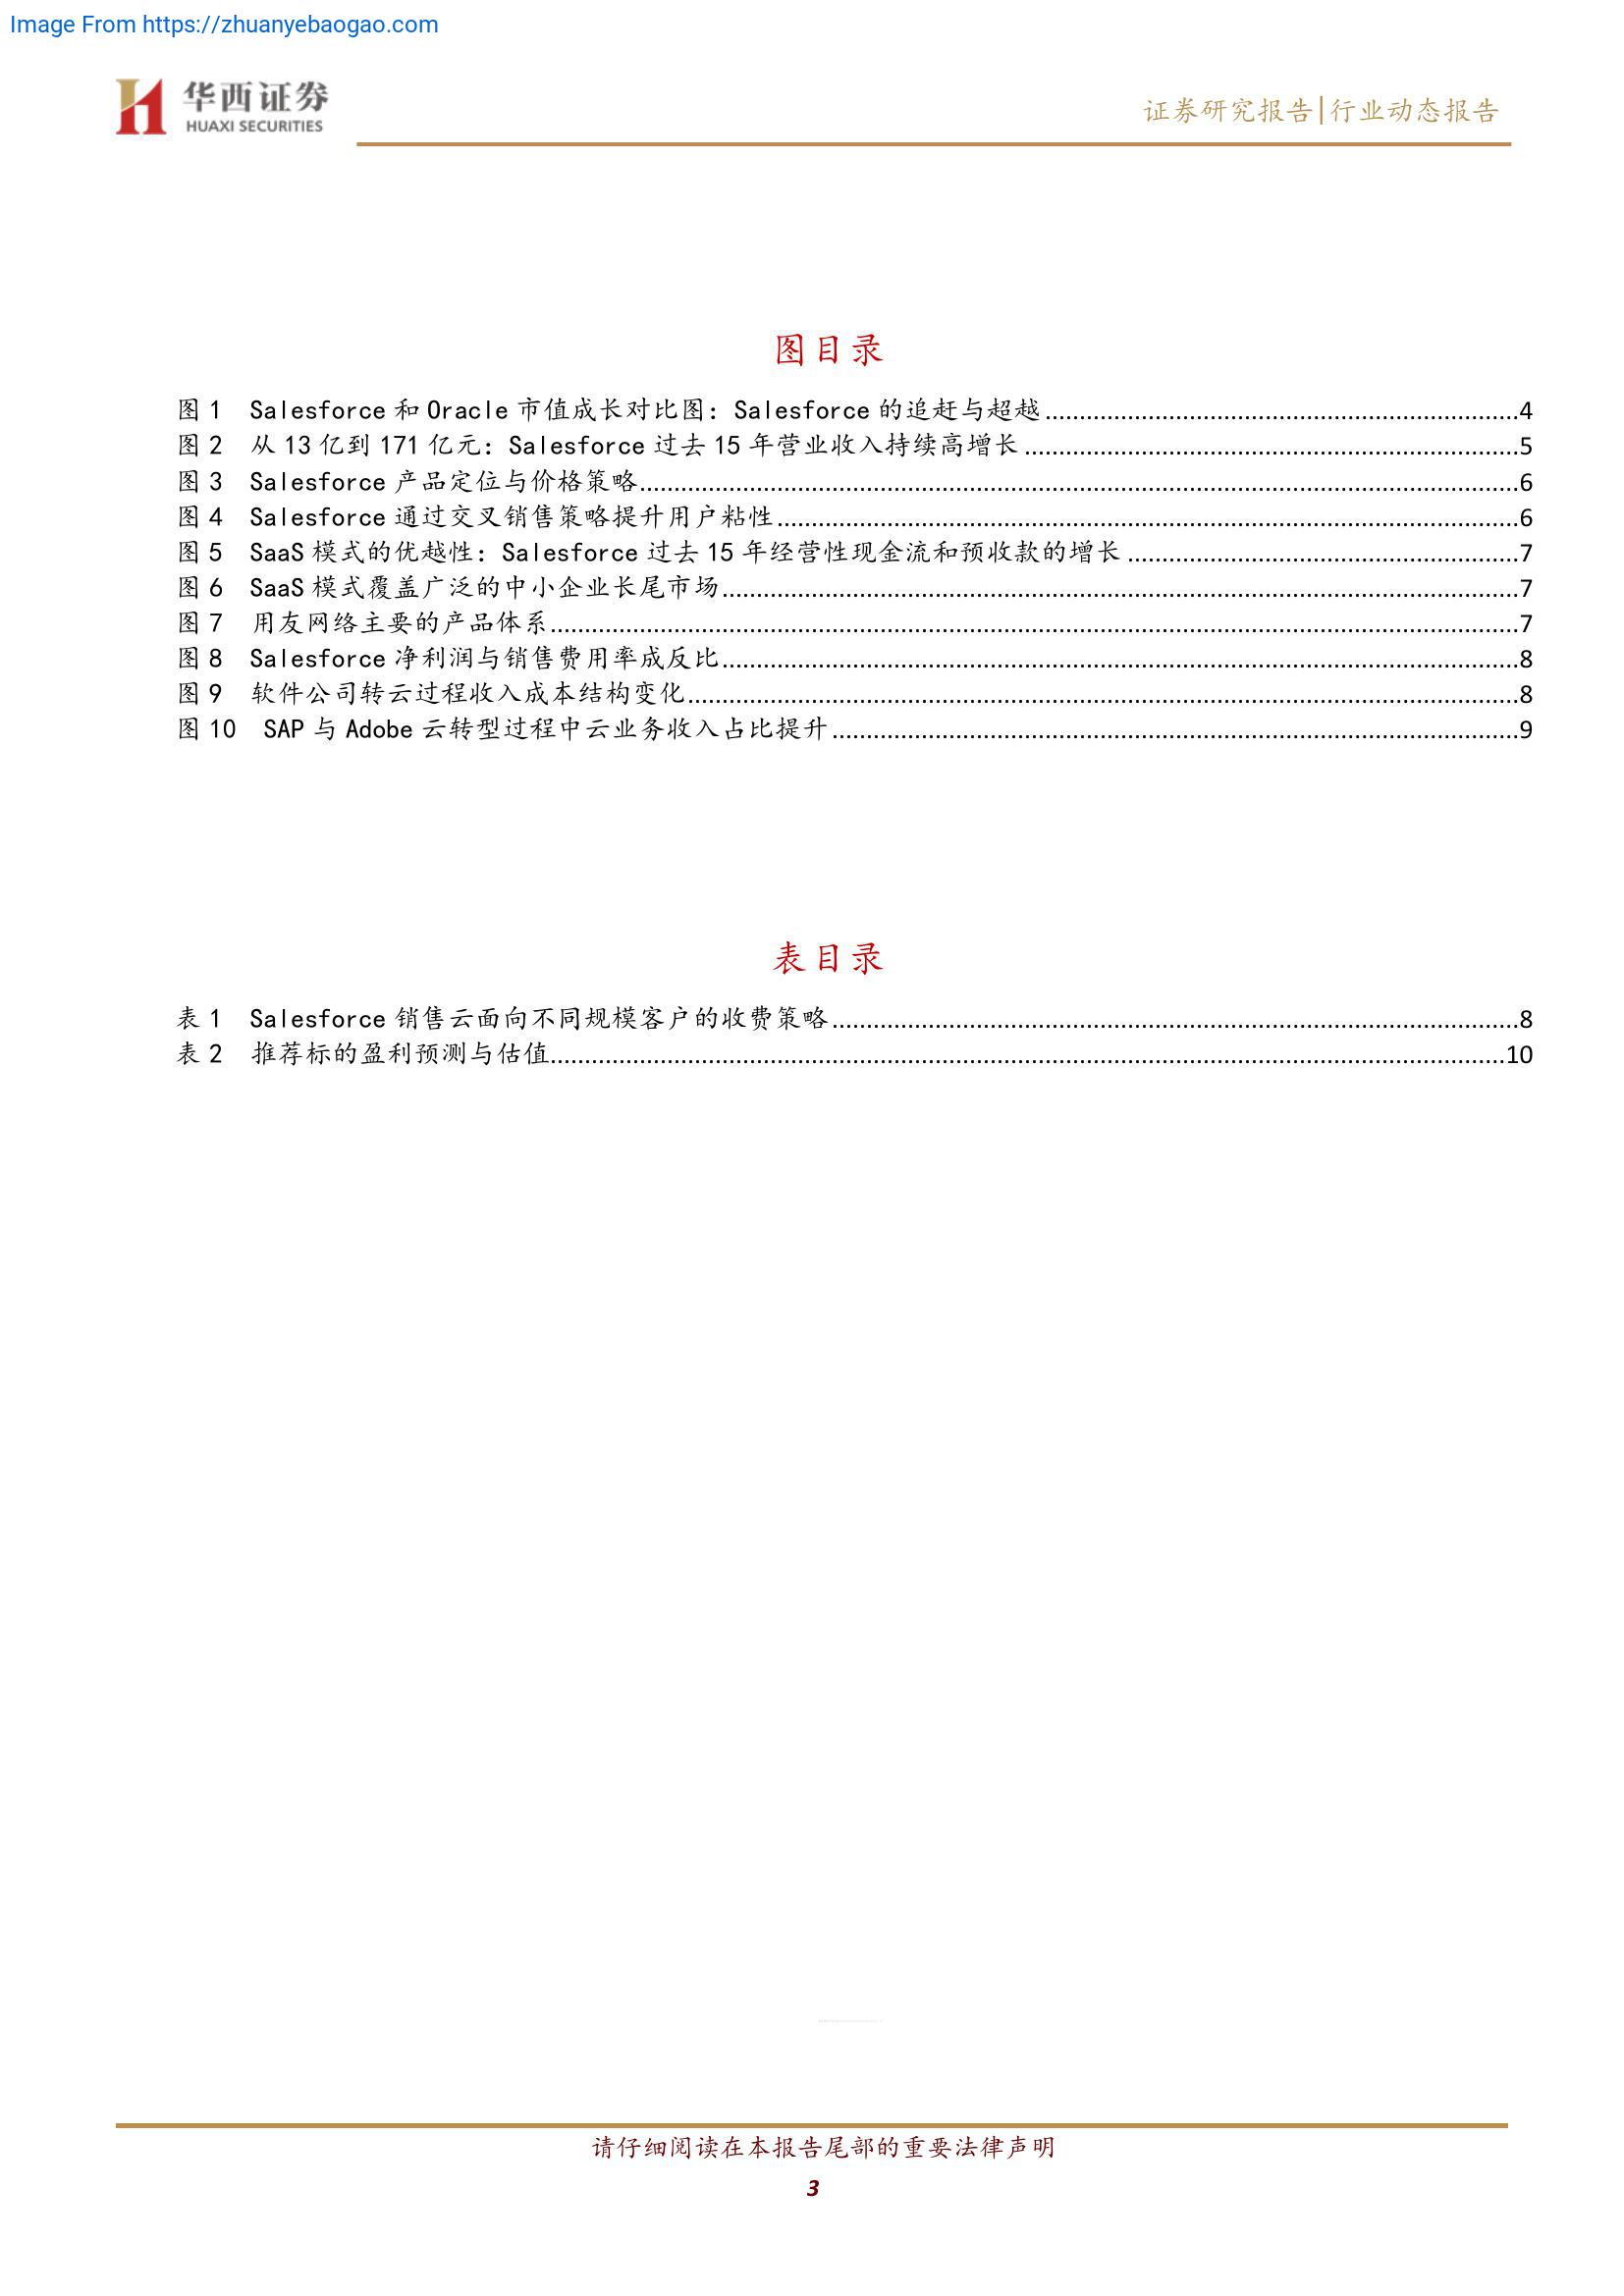 Image From https://zhuanyebaogao.com
华西证券
HUAXI SECURITIES
证券研究报告|行业动态报告
图目录
图 1 Salesforce 和 Oracle 市值成长对比图：Salesforce 的追赶与超越........................................4
图 2 从 13 亿到 171 亿元：Salesforce 过去 15 年营业收入持续高增长........................................5
图 3 Salesforce 产品定位与价格策略........................................6
图 4 Salesforce 通过交叉销售策略提升用户粘性........................................6
图 5 SaaS 模式的优越性：Salesforce 过去 15 年经营性现金流和预收款的增长........................................7
图 6 SaaS 模式覆盖广泛的中小企业长尾市场........................................7
图 7 用友网络主要的产品体系........................................7
图 8 Salesforce 净利润与销售费用率成反比........................................8
图 9 软件公司转云过程收入成本结构变化........................................8
图 10 SAP 与 Adobe 云转型过程中云业务收入占比提升........................................9
表目录
表 1 Salesforce 销售云面向不同规模客户的收费策略........................................8
表 2 推荐标的盈利预测与估值........................................10
请仔细阅读在本报告尾部的重要法律声明
3